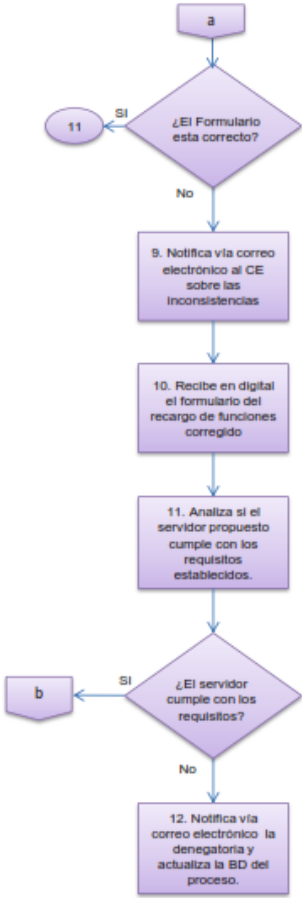 a
¿El Formulario
esta correcto?
SI
11
No
9. Notifica vía correo
electrónico al CE
sobre las
inconsistencias
10. Recibe en digital
el formulario del
recargo de funciones
corregido
11. Analiza si el
servidor propuesto
cumple con los
requisitos
establecidos.
¿El servidor
cumple con los
requisitos?
SI
b
No
12. Notifica vía
correo electrónico la
denegatoria y
actualiza la BD del
proceso.